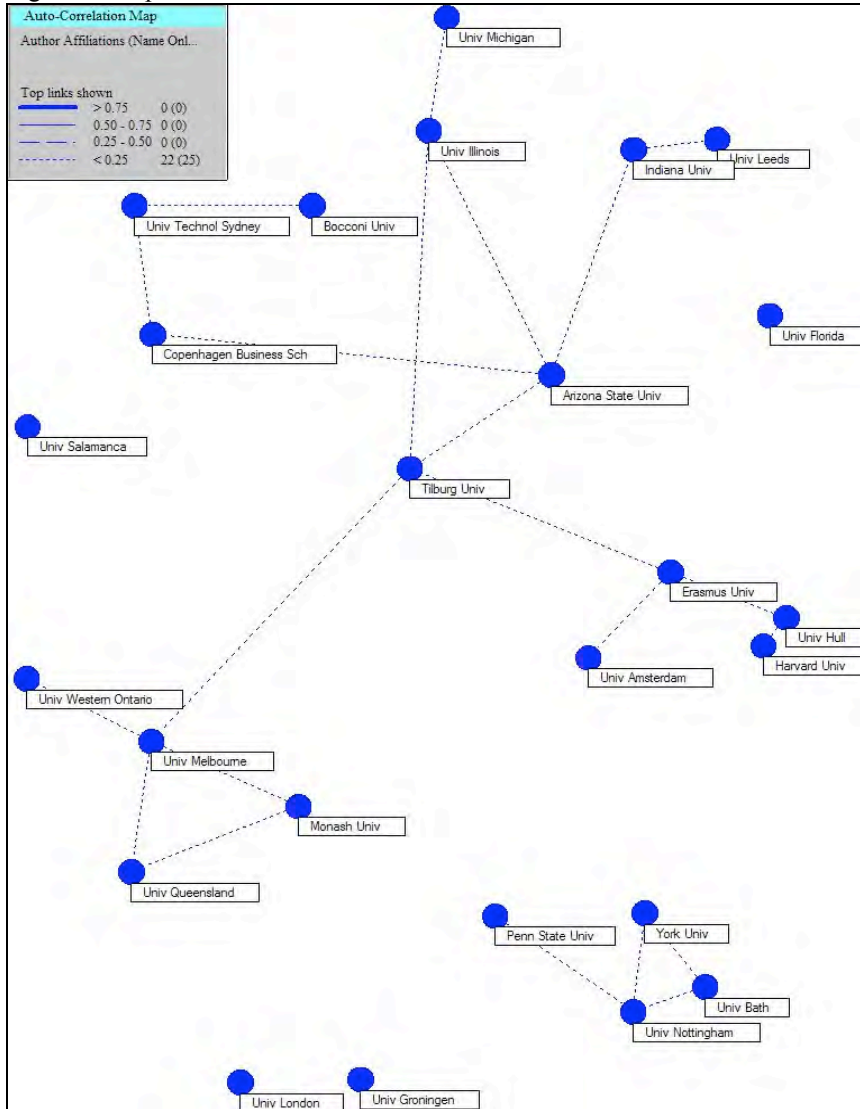 Auto-Correlation Map
Author Affiliations (Name Onl...
Top links shown
> 0.75 0 (0)
0.50 - 0.75 0 (0)
0.25 - 0.50 0 (0)
< 0.25 22 (25)
Univ Michigan
Univ Illinois
Indiana Univ
Univ Leeds
Univ Technol Sydney
Bocconi Univ
Univ Florida
Copenhagen Business Sch
Arizona State Univ
Univ Salamanca
Tilburg Univ
Erasmus Univ
Univ Hull
Harvard Univ
Univ Amsterdam
Univ Western Ontario
Univ Melbourne
Monash Univ
Univ Queensland
Penn State Univ
York Univ
Univ Bath
Univ Nottingham
Univ London
Univ Groningen